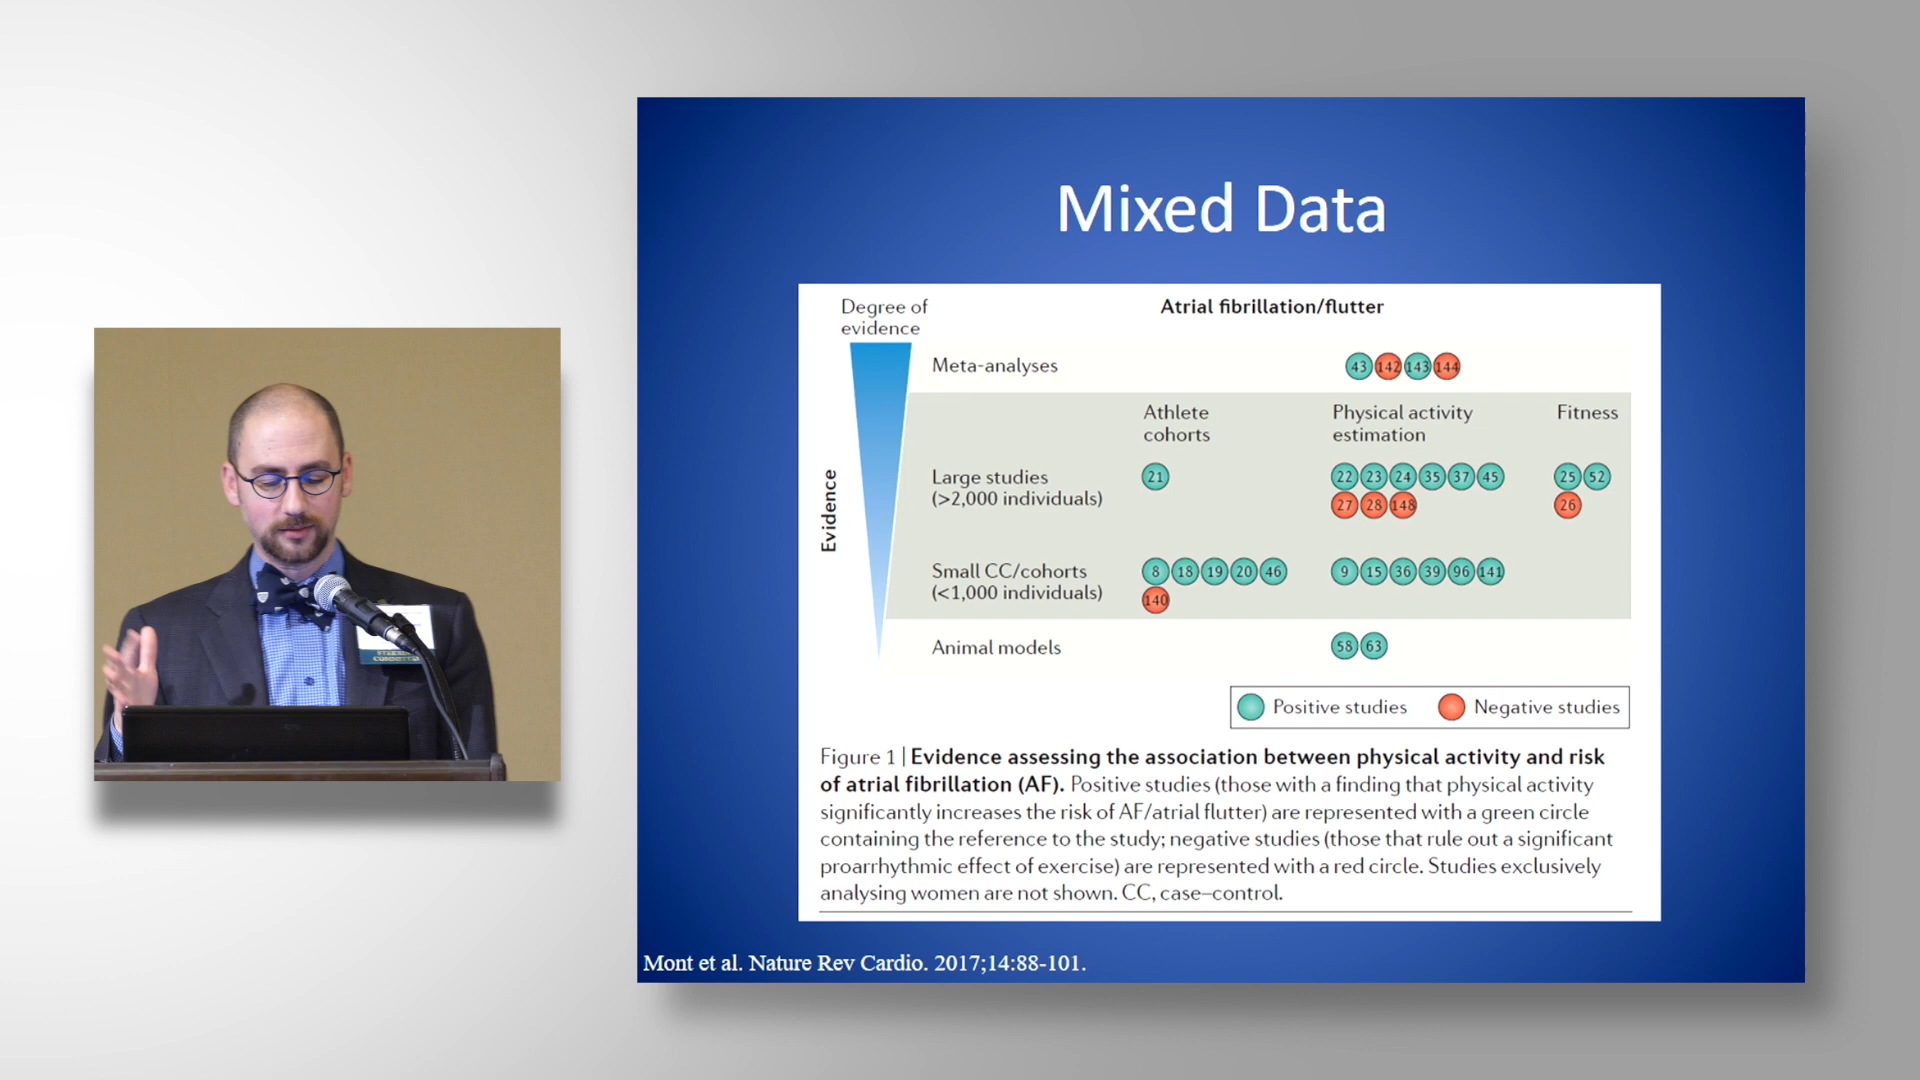 Mixed Data
Degree of
evidence
Atrial fibrillation/flutter
Meta-analyses
43 142 143 144
Athlete
cohorts
Physical activity
estimation
Fitness
Evidence
Large studies
(>2,000 individuals)
21
22 23 24 35 37 45
27 28 148
25 52
26
Small CC/cohorts
(<1,000 individuals)
8 18 19 20 46
140
9 15 36 39 96 141
Animal models
58 63
Positive studies
Negative studies
Figure 1 | Evidence assessing the association between physical activity and risk
of atrial fibrillation (AF). Positive studies (those with a finding that physical activity
significantly increases the risk of AF/atrial flutter) are represented with a green circle
containing the reference to the study; negative studies (those that rule out a significant
proarrhythmic effect of exercise) are represented with a red circle. Studies exclusively
analysing women are not shown. CC, case–control.
Mont et al. Nature Rev Cardio. 2017;14:88-101.